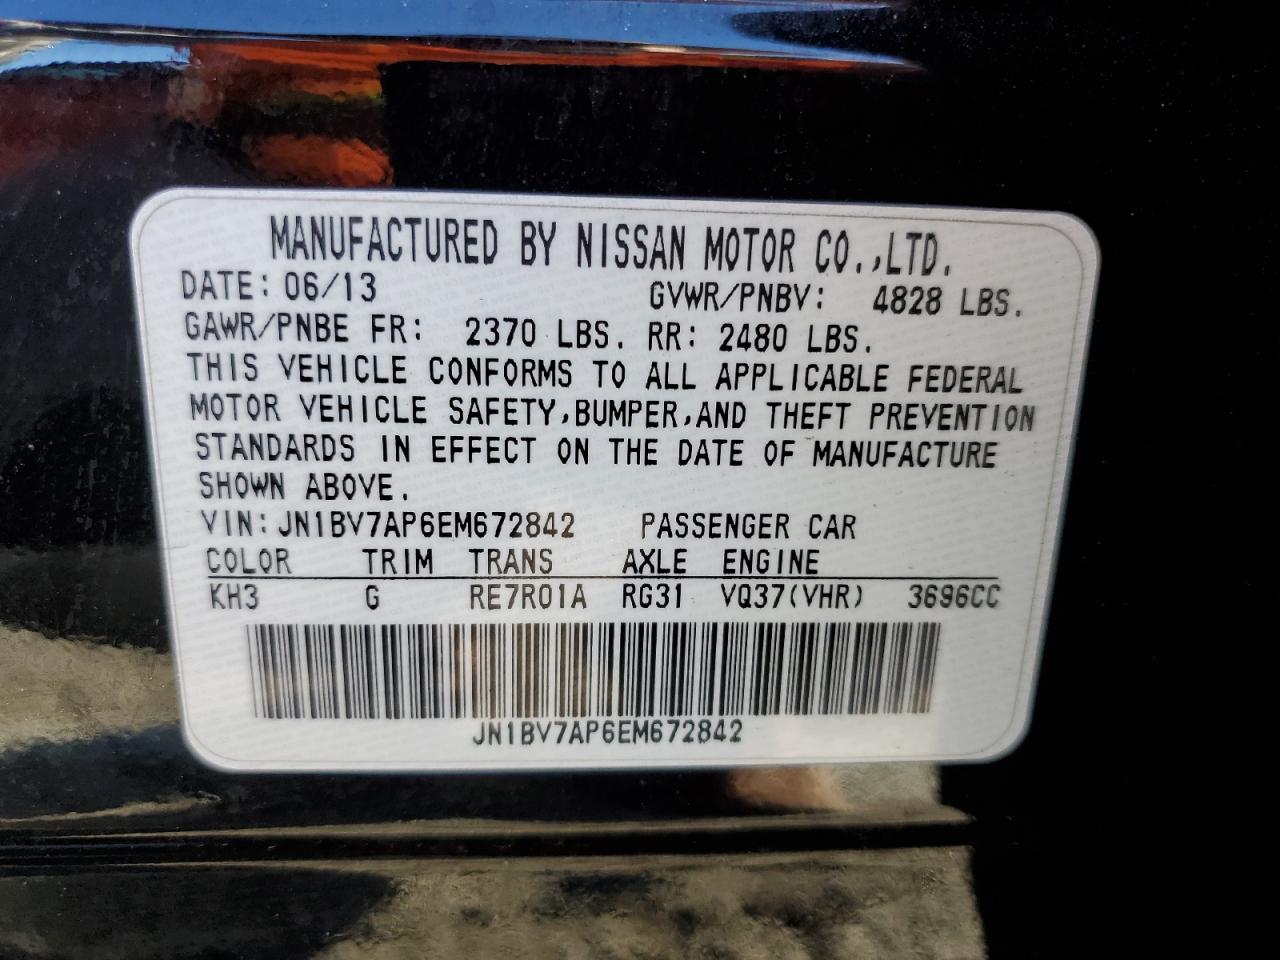 MANUFACTURED BY NISSAN MOTOR CO.,LTD.
DATE: 06/13 GVWR/PNBV: 4828 LBS.
GAWR/PNBE FR: 2370 LBS. RR: 2480 LBS.
THIS VEHICLE CONFORMS TO ALL APPLICABLE FEDERAL
MOTOR VEHICLE SAFETY,BUMPER,AND THEFT PREVENTION
STANDARDS IN EFFECT ON THE DATE OF MANUFACTURE
SHOWN ABOVE.
VIN:JN1BV7AP6EM672842 PASSENGER CAR
COLOR TRIM TRANS AXLE ENGINE
KH3 G RE7R01A RG31 VQ37(VHR) 3696CC
JN1BV7AP6EM672842